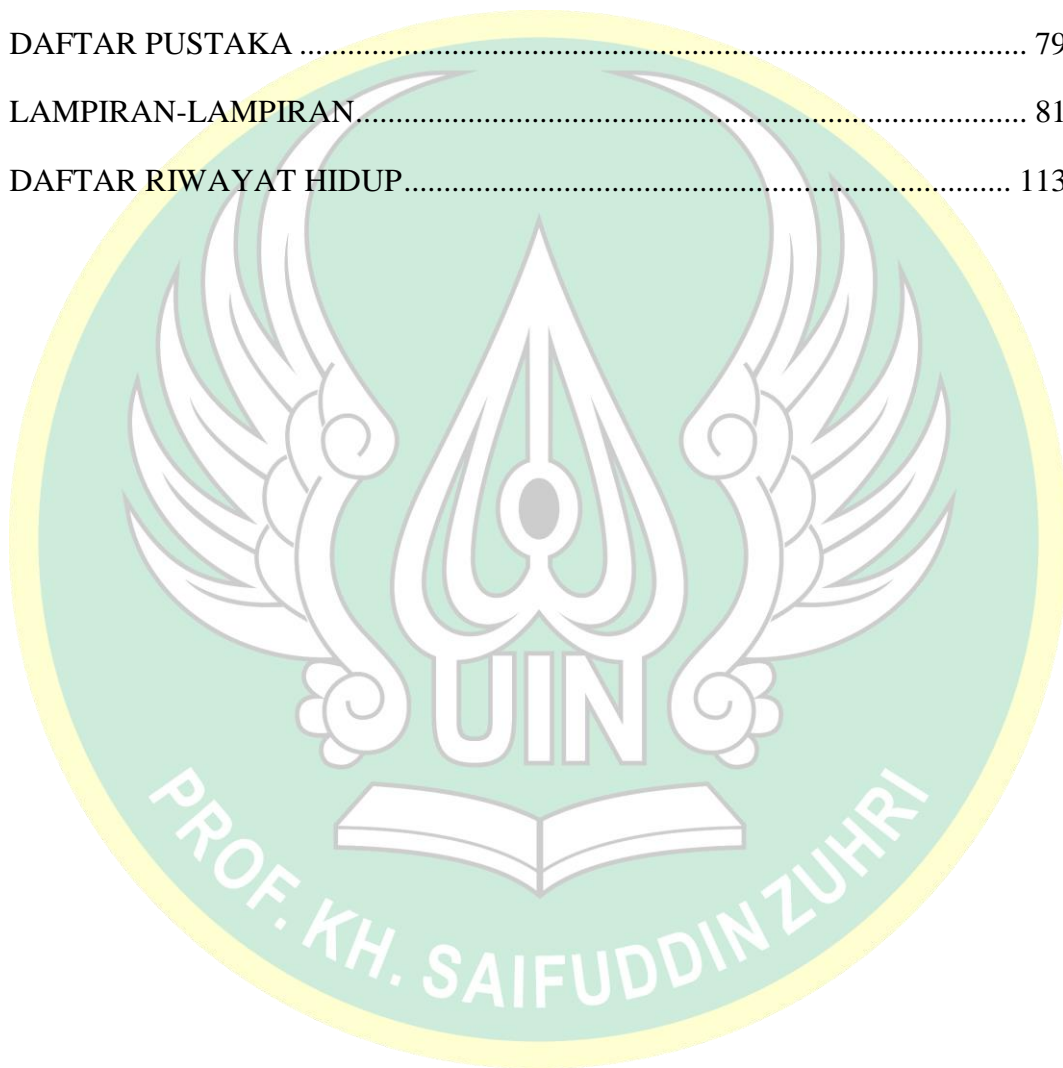 DAFTAR PUSTAKA ........................................................................................... 79
LAMPIRAN-LAMPIRAN.................................................................................... 81
DAFTAR RIWAYAT HIDUP............................................................................ 113
UIN
PROF. KH. SAIFUDDIN ZUHRI